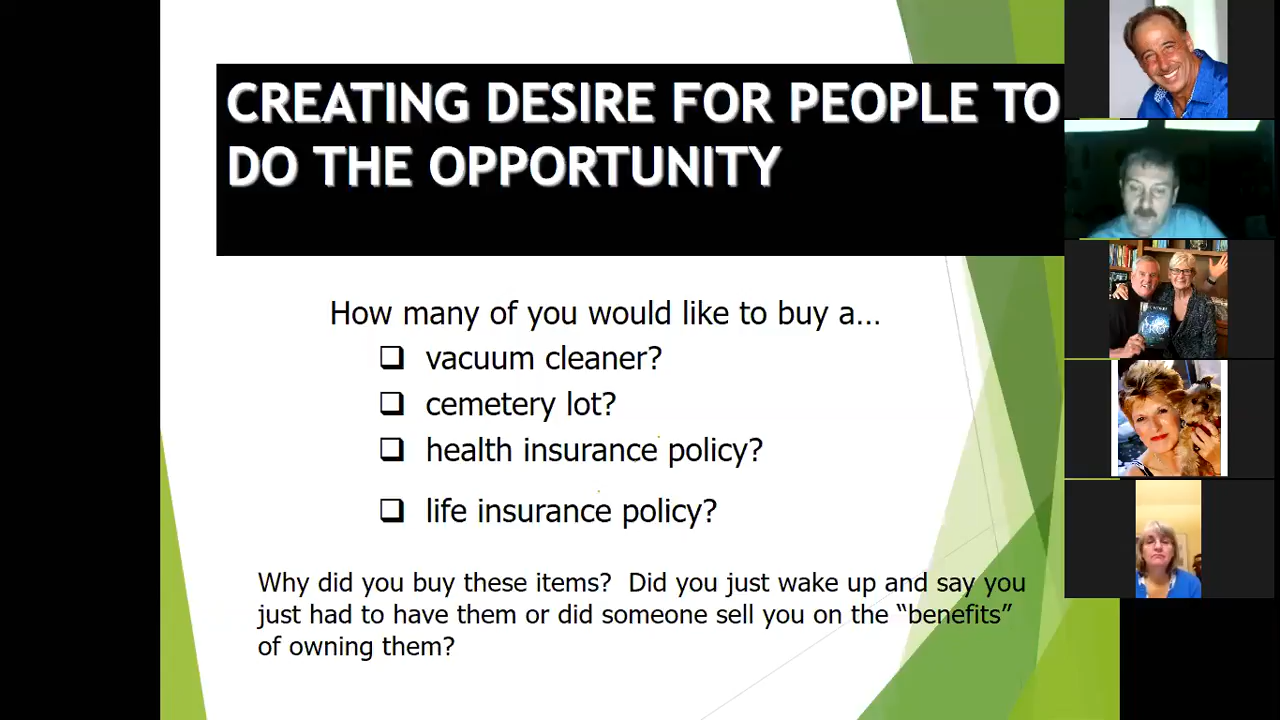 CREATING DESIRE FOR PEOPLE TO
DO THE OPPORTUNITY
How many of you would like to buy a…
❑ vacuum cleaner?
❑ cemetery lot?
❑ health insurance policy?
❑ life insurance policy?
Why did you buy these items? Did you just wake up and say you
just had to have them or did someone sell you on the “benefits”
of owning them?